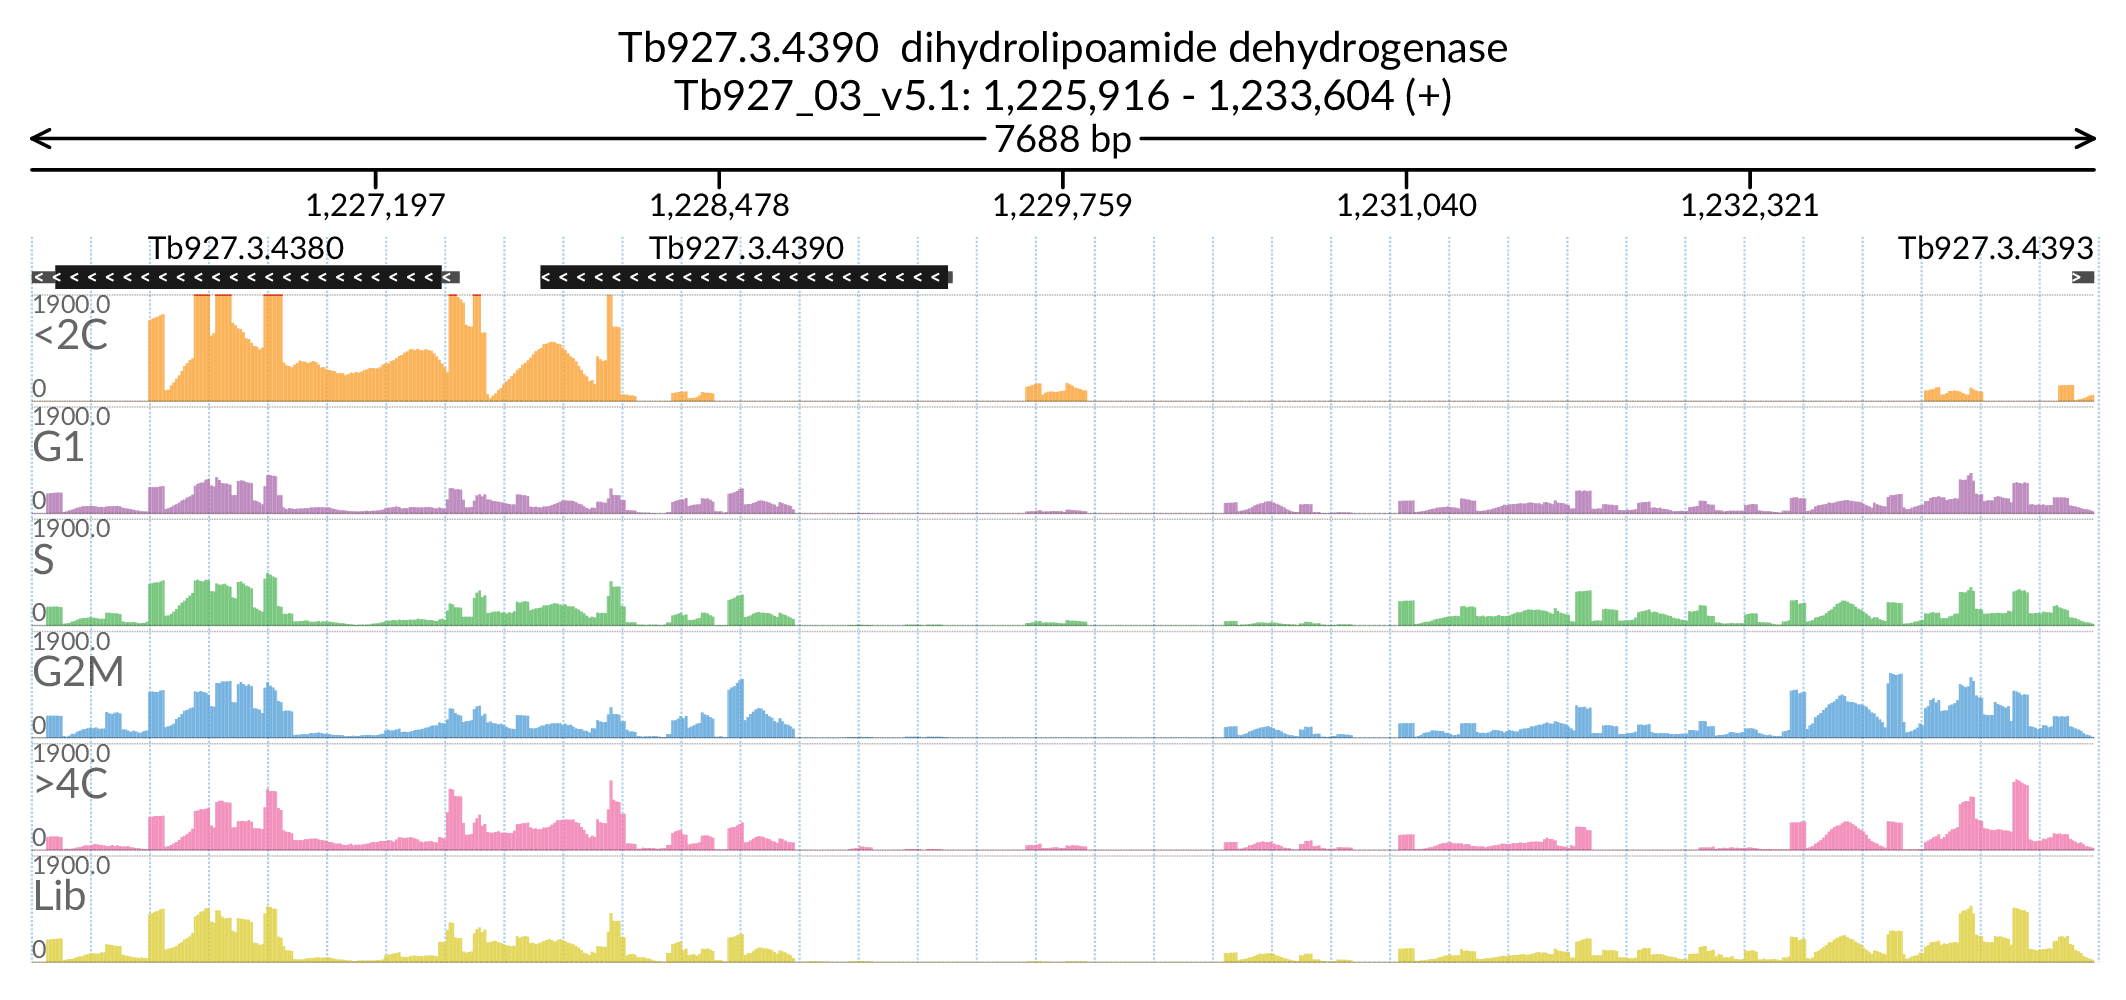 Tb927.3.4390  dihydrolipoamide dehydrogenase
Tb927_03_v5.1: 1,225,916 - 1,233,604 (+)
7688 bp
1,227,197 1,228,478 1,229,759 1,231,040 1,232,321
Tb927.3.4380 Tb927.3.4390 Tb927.3.4393
1900.0
<2C
0
1900.0
G1
0
1900.0
S
0
1900.0
G2M
0
1900.0
>4C
0
1900.0
Lib
0